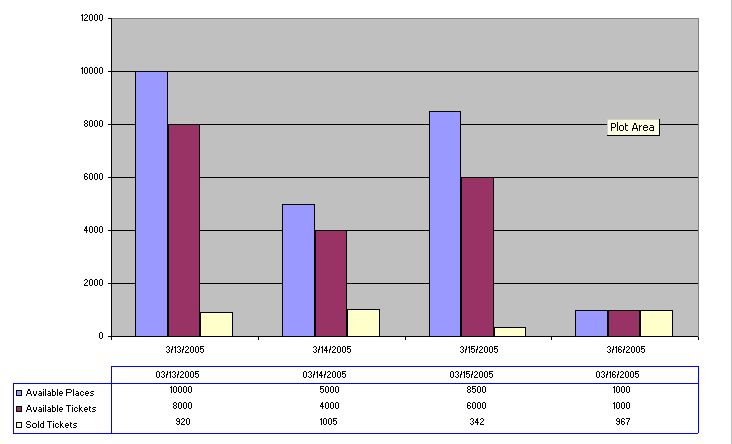 12000
10000
8000
6000
4000
2000
0
Plot Area
3/13/2005 3/14/2005 3/15/2005 3/16/2005
03/13/2005 03/14/2005 03/15/2005 03/16/2005
Available Places 10000 5000 8500 1000
Available Tickets 8000 4000 6000 1000
Sold Tickets 920 1005 342 967